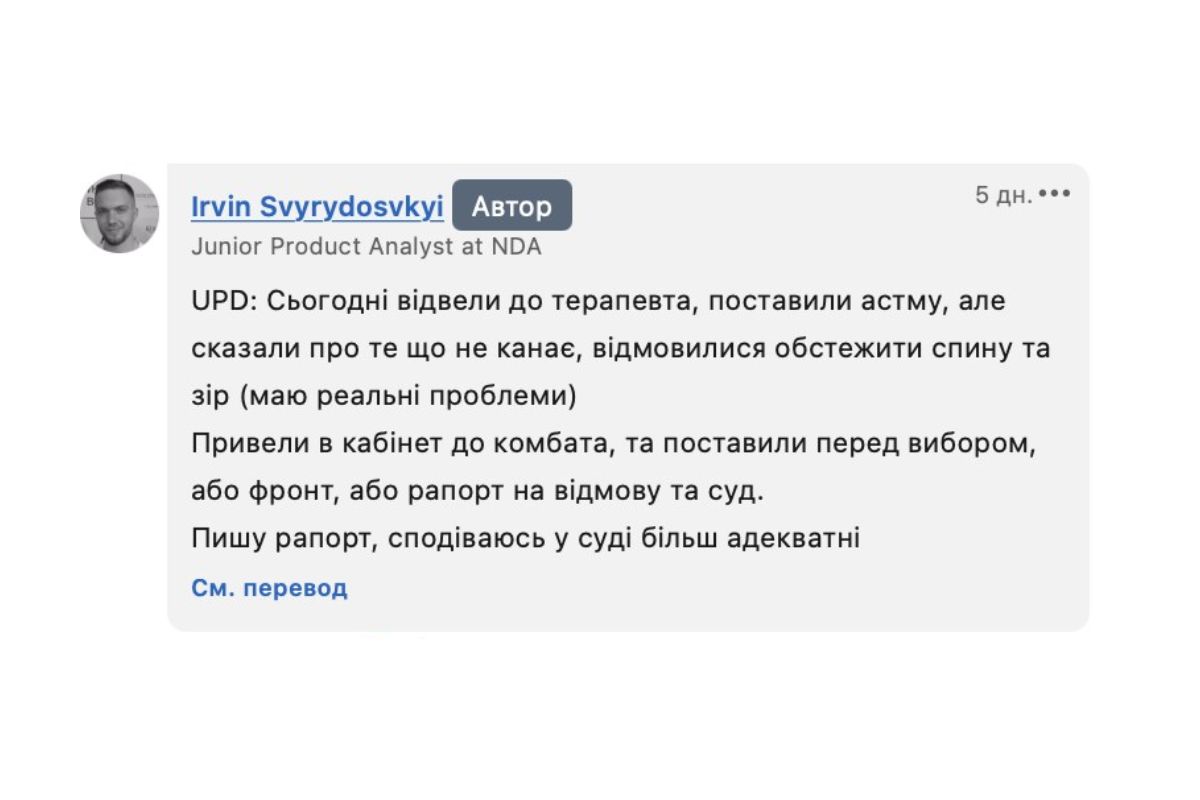 Irvin Svyrydosvkyi Автор
5 дн.
Junior Product Analyst at NDA
UPD: Сьогодні відвели до терапевта, поставили астму, але
сказали про те що не канає, відмовилися обстежити спину та
зір (маю реальні проблеми)
Привели в кабінет до комбата, та поставили перед вибором,
або фронт, або рапорт на відмову та суд.
Пишу рапорт, сподіваюсь у суді більш адекватні
См. перевод